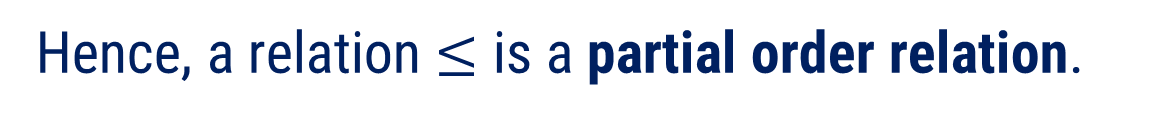 Hence, a relation ≤ is a partial order relation.